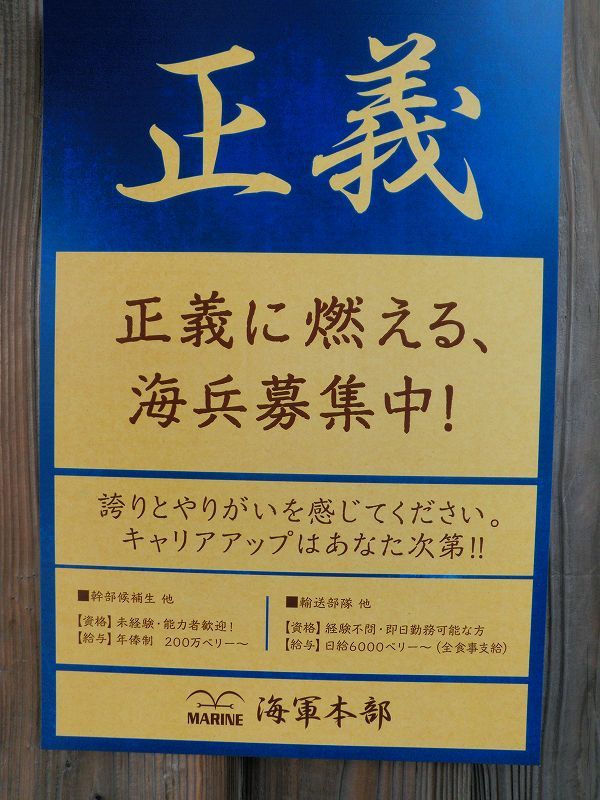 正義
正義に燃える、
海兵募集中!
誇りとやりがいを感じてください。
キャリアアップはあなた次第!!
■幹部候補生 他
【資格】未経験・能力者歓迎!
【給与】年俸制 200万ベリー〜
■輸送部隊 他
【資格】経験不問・即日勤務可能な方
【給与】日給6000ベリー〜(全食事支給)
MARINE 海軍本部